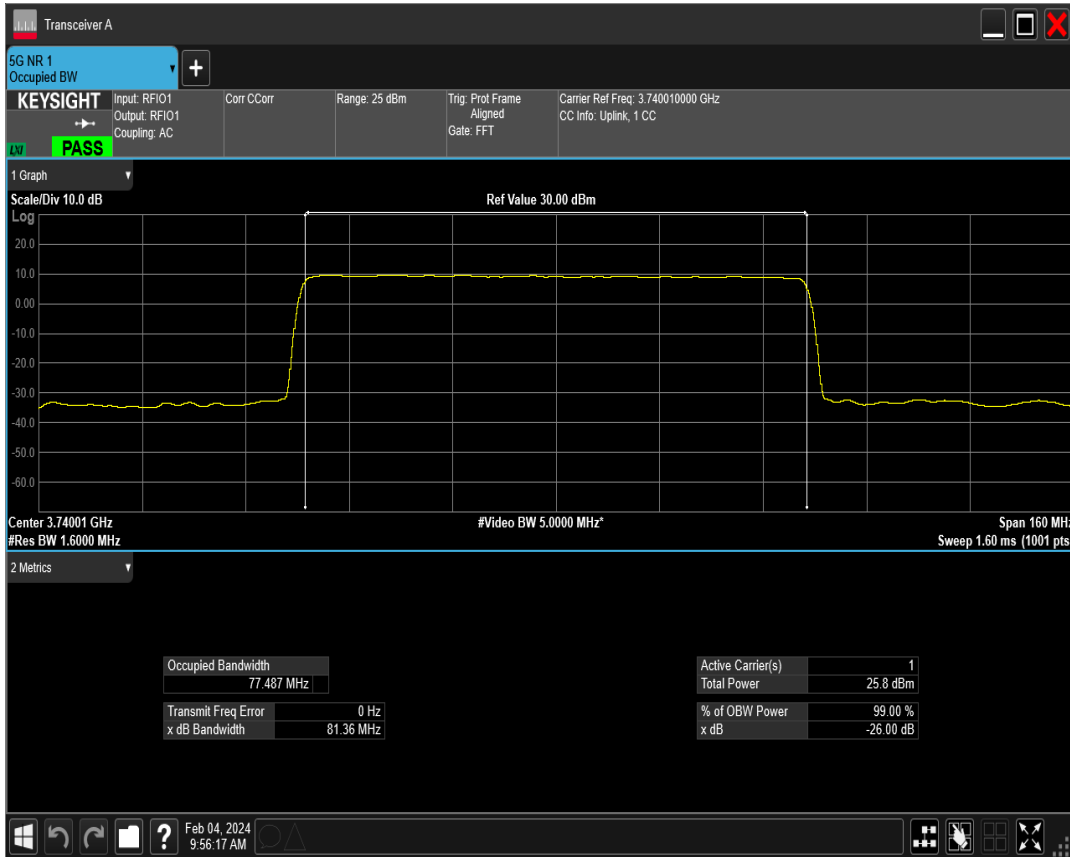 Transceiver A
5G NR 1
Occupied BW
+
KEYSIGHT
LXI
PASS
Input: RFIO1
Output: RFIO1
Coupling: AC
Corr CCorr
Range: 25 dBm
Trig: Prot Frame
Aligned
Gate: FFT
Carrier Ref Freq: 3.740010000 GHz
CC Info: Uplink, 1 CC
1 Graph
Scale/Div 10.0 dB
Ref Value 30.00 dBm
Log
20.0
10.0
0.00
-10.0
-20.0
-30.0
-40.0
-50.0
-60.0
Center 3.74001 GHz
#Video BW 5.0000 MHz*
Span 160 MHz
#Res BW 1.6000 MHz
Sweep 1.60 ms (1001 pts
2 Metrics
Occupied Bandwidth
77.487 MHz
Transmit Freq Error 0 Hz
x dB Bandwidth 81.36 MHz
Active Carrier(s) 1
Total Power 25.8 dBm
% of OBW Power 99.00 %
x dB -26.00 dB
?
Feb 04, 2024
9:56:17 AM